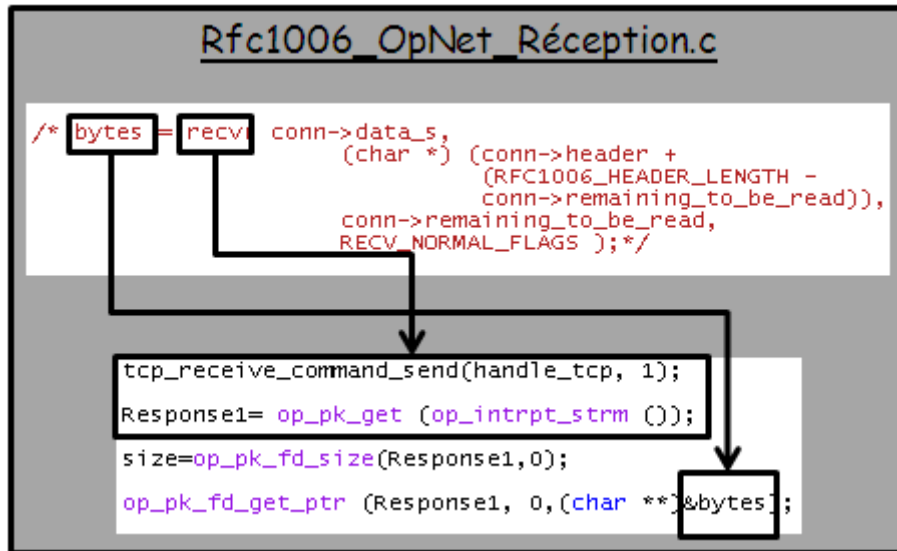 Rfc1006_OpNet_Réception.c
/* bytes = recv( conn->data_s,
(char *) (conn->header +
(RFC1006_HEADER_LENGTH -
conn->remaining_to_be_read)),
conn->remaining_to_be_read,
RECV_NORMAL_FLAGS );*/
tcp_receive_command_send(handle_tcp, 1);
Response1= op_pk_get (op_intrpt_strm ());
size=op_pk_fd_size(Response1,0);
op_pk_fd_get_ptr (Response1, 0,(char **)&bytes);